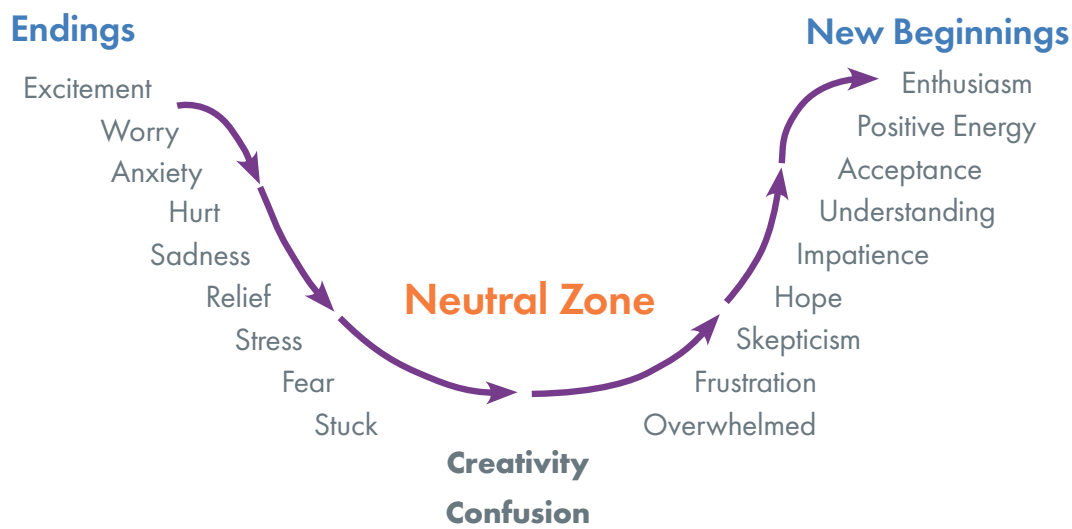 Endings
Excitement
Worry
Anxiety
Hurt
Sadness
Relief
Stress
Fear
Stuck
Neutral Zone
Creativity
Confusion
New Beginnings
Enthusiasm
Positive Energy
Acceptance
Understanding
Impatience
Hope
Skepticism
Frustration
Overwhelmed